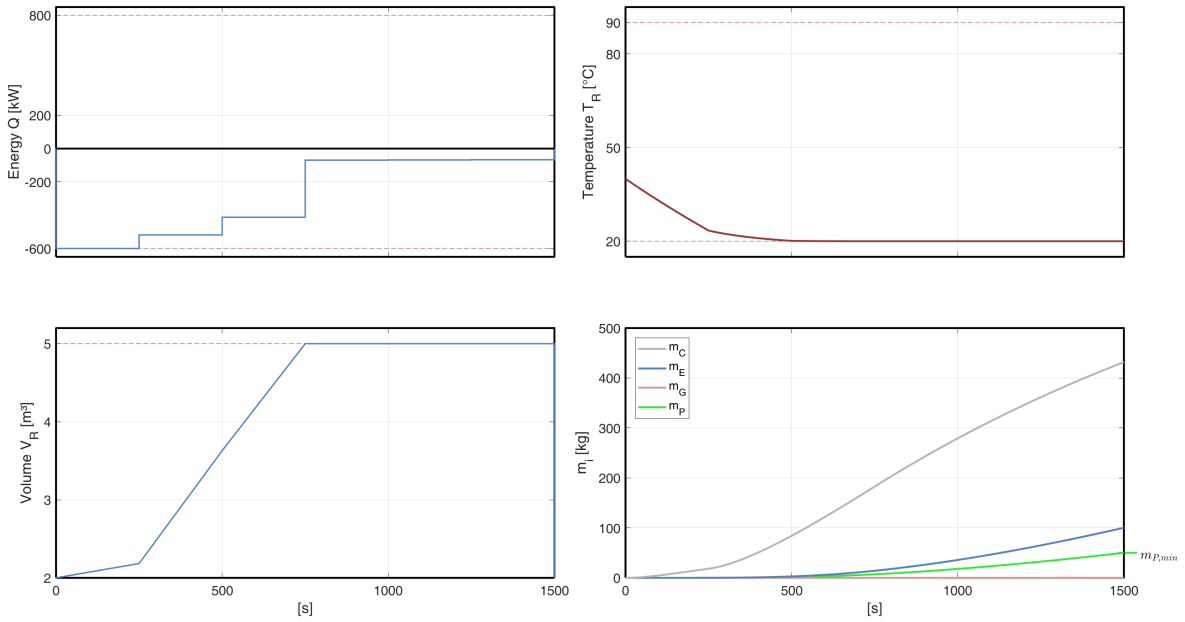 Energy Q [kW]
800
200
0
-200
-600
Temperature T_R [°C]
90
80
50
20
Volume V_R [m³]
5
4
3
2
0
500
1000
1500
[s]
m_i [kg]
500
400
300
200
100
0
m_C
m_E
m_G
m_P
m_{P,min}
0
500
1000
1500
[s]